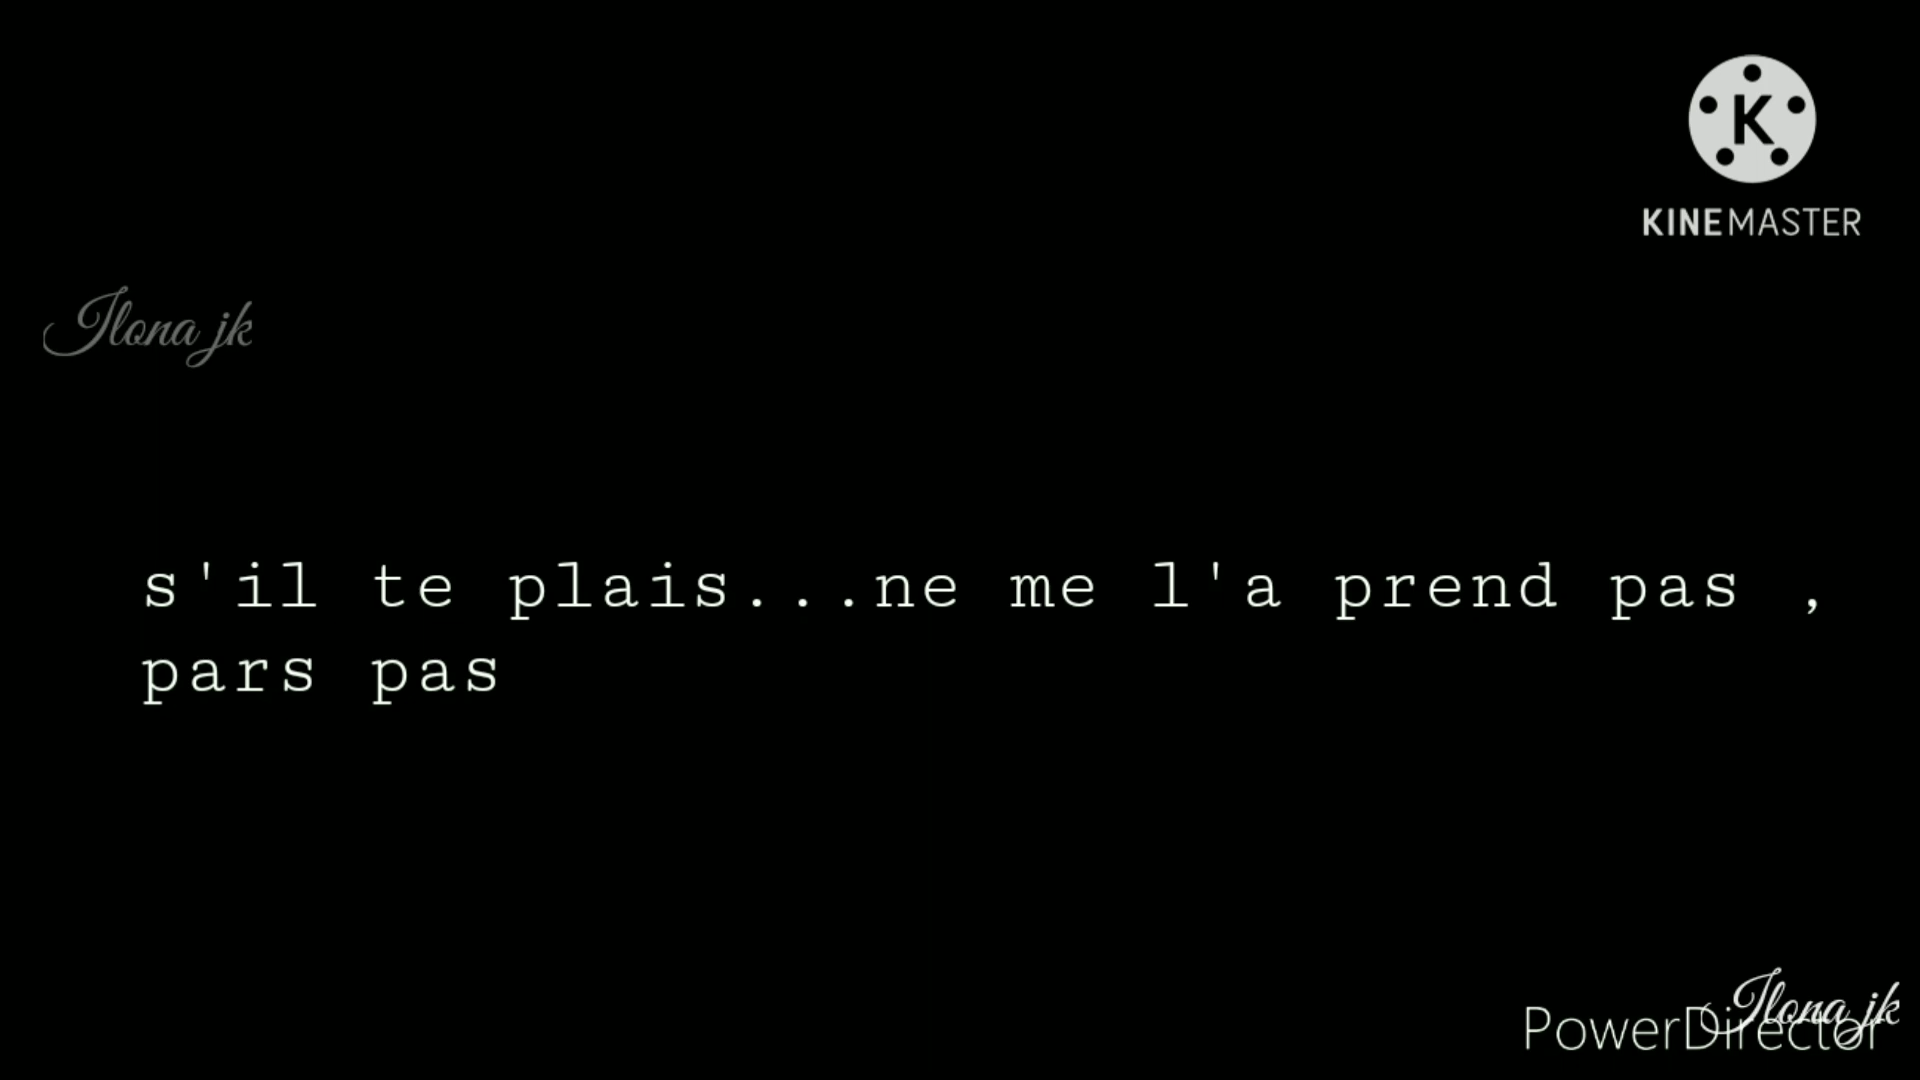 K
KINEMASTER
Ilona jk
s'il te plais...ne me l'a prend pas ,
pars pas
Ilona jk
PowerDirector